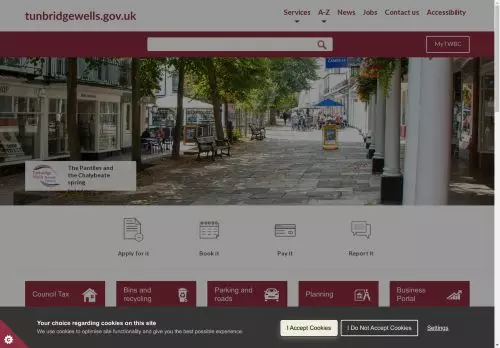 tunbridgewells.gov.uk
Services A-Z News Jobs Contact us Accessibility
MyTWBC
The Pantiles and
the Chalybeate
spring
Apply for it Book it Pay it Report it
Council Tax
Bins and
recycling
Parking and
roads
Planning
Business
Portal
Your choice regarding cookies on this site
We use cookies to optimise site functionality and give you the best possible experience.
I Accept Cookies
I Do Not Accept Cookies
Settings